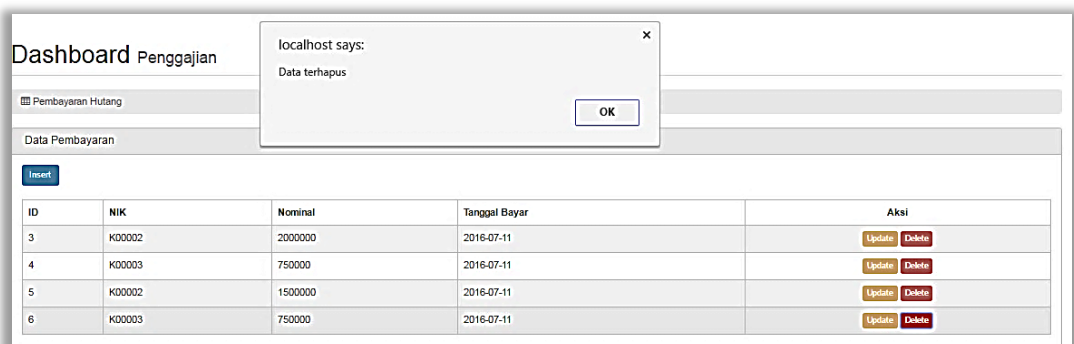 localhost says:
Data terhapus
OK
Dashboard Penggajian
Pembayaran Hutang
Data Pembayaran
Insert
ID NIK Nominal Tanggal Bayar Aksi
3 K00002 2000000 2016-07-11 Update Delete
4 K00003 750000 2016-07-11 Update Delete
5 K00002 1500000 2016-07-11 Update Delete
6 K00003 750000 2016-07-11 Update Delete